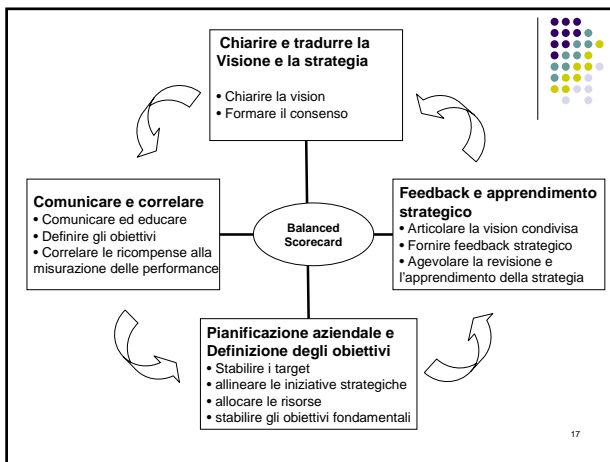 Chiarire e tradurre la
Visione e la strategia
• Chiarire la vision
• Formare il consenso
Comunicare e correlare
• Comunicare ed educare
• Definire gli obiettivi
• Correlare le ricompense alla
misurazione delle performance
Balanced
Scorecard
Feedback e apprendimento
strategico
• Articolare la vision condivisa
• Fornire feedback strategico
• Agevolare la revisione e
l'apprendimento della strategia
Pianificazione aziendale e
Definizione degli obiettivi
• Stabilire i target
• allineare le iniziative strategiche
• allocare le risorse
• stabilire gli obiettivi fondamentali
17